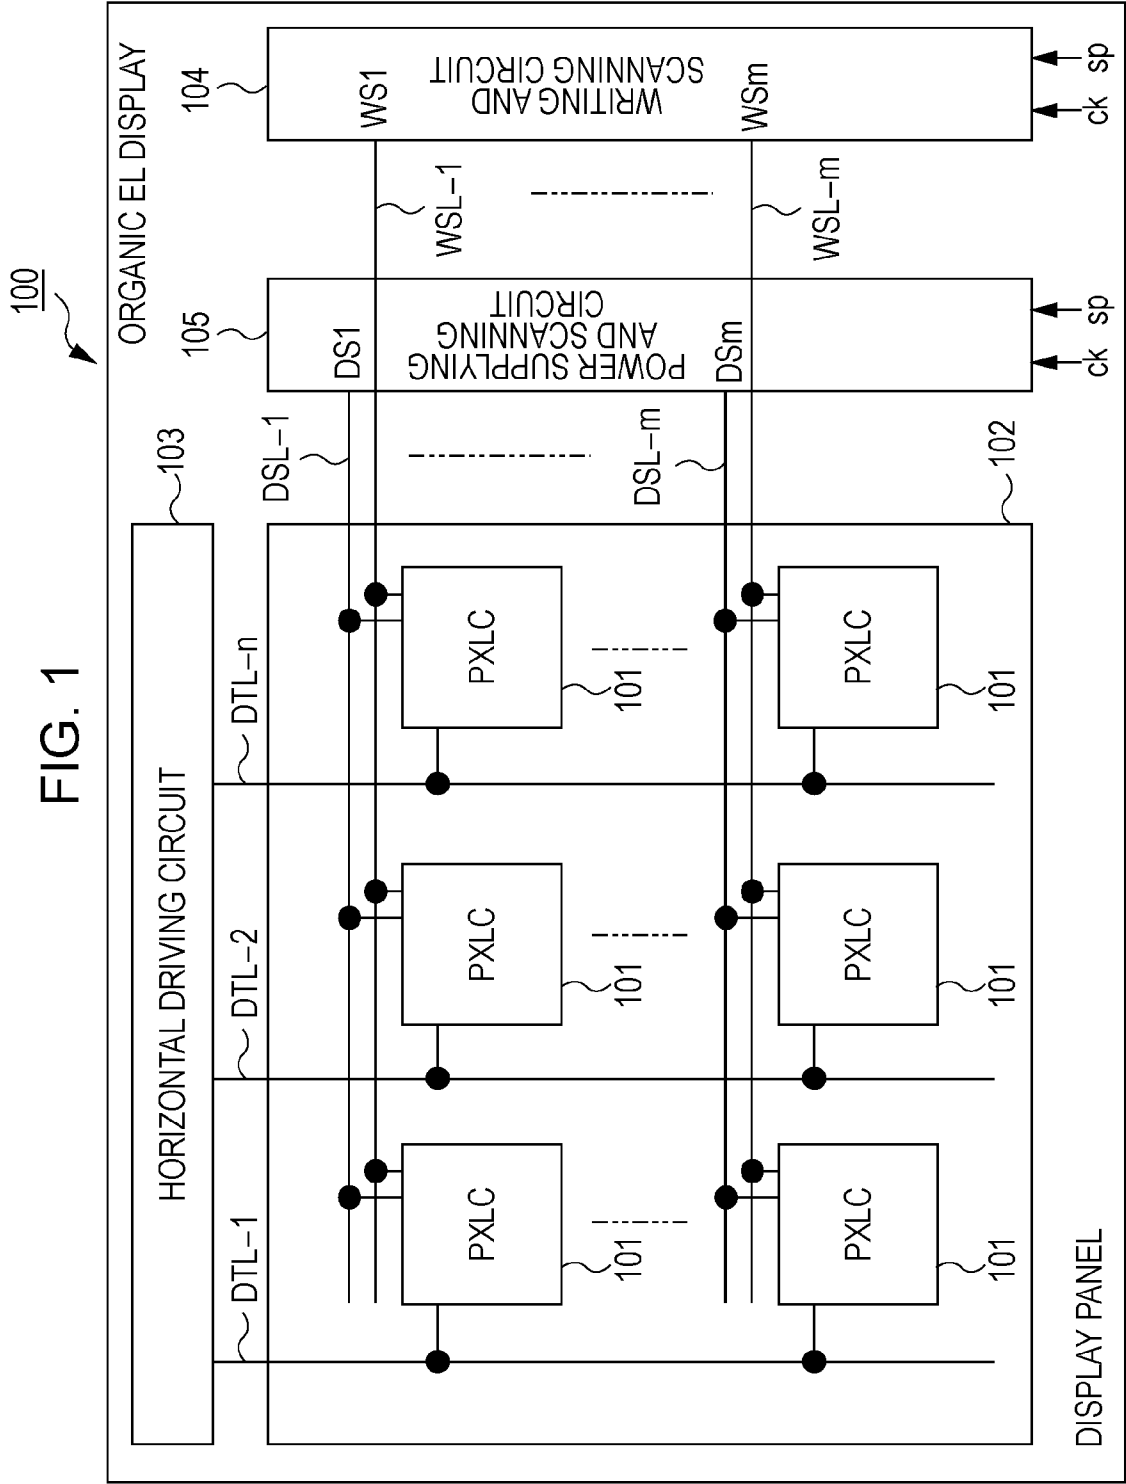 FIG. 1
100
ORGANIC EL DISPLAY
HORIZONTAL DRIVING CIRCUIT
103
105
104
DTL–1
DTL–2
DTL–n
DSL–1
DS1
WS1
WSL–1
PXLC
PXLC
PXLC
101
101
101
POWER SUPPLYING
AND SCANNING
CIRCUIT
WRITING AND
SCANNING CIRCUIT
DSL–m
DSm
WSm
WSL–m
PXLC
PXLC
PXLC
101
101
101
102
ck
sp
ck
sp
DISPLAY PANEL